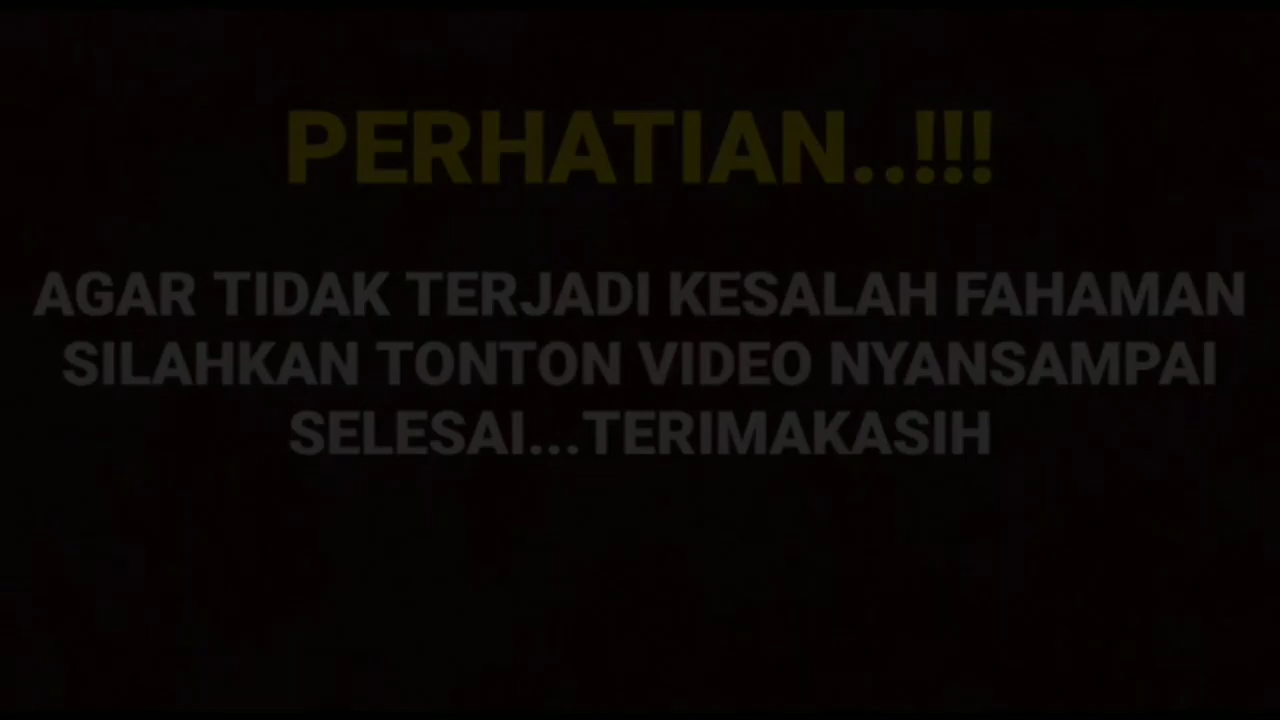 PERHATIAN..!!!
AGAR TIDAK TERJADI KESALAH FAHAMAN
SILAHKAN TONTON VIDEO NYANSAMPAI
SELESAI...TERIMAKASIH